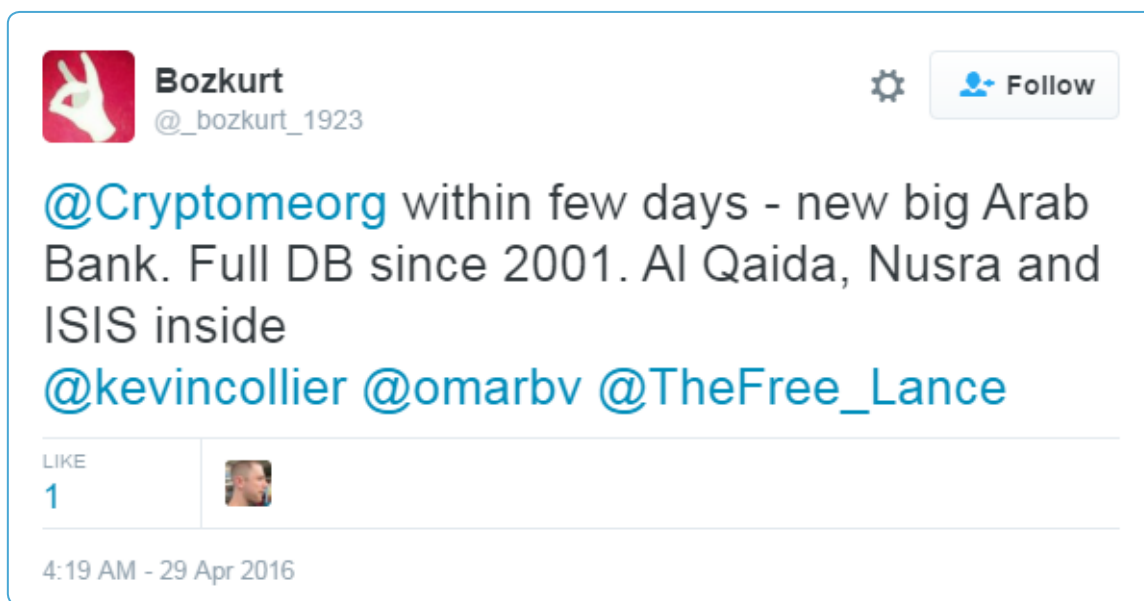 Bozkurt
@_bozkurt_1923
Follow
@Cryptomeorg within few days - new big Arab
Bank. Full DB since 2001. Al Qaida, Nusra and
ISIS inside
@kevincollier @omarbv @TheFree_Lance
LIKE
1
4:19 AM - 29 Apr 2016